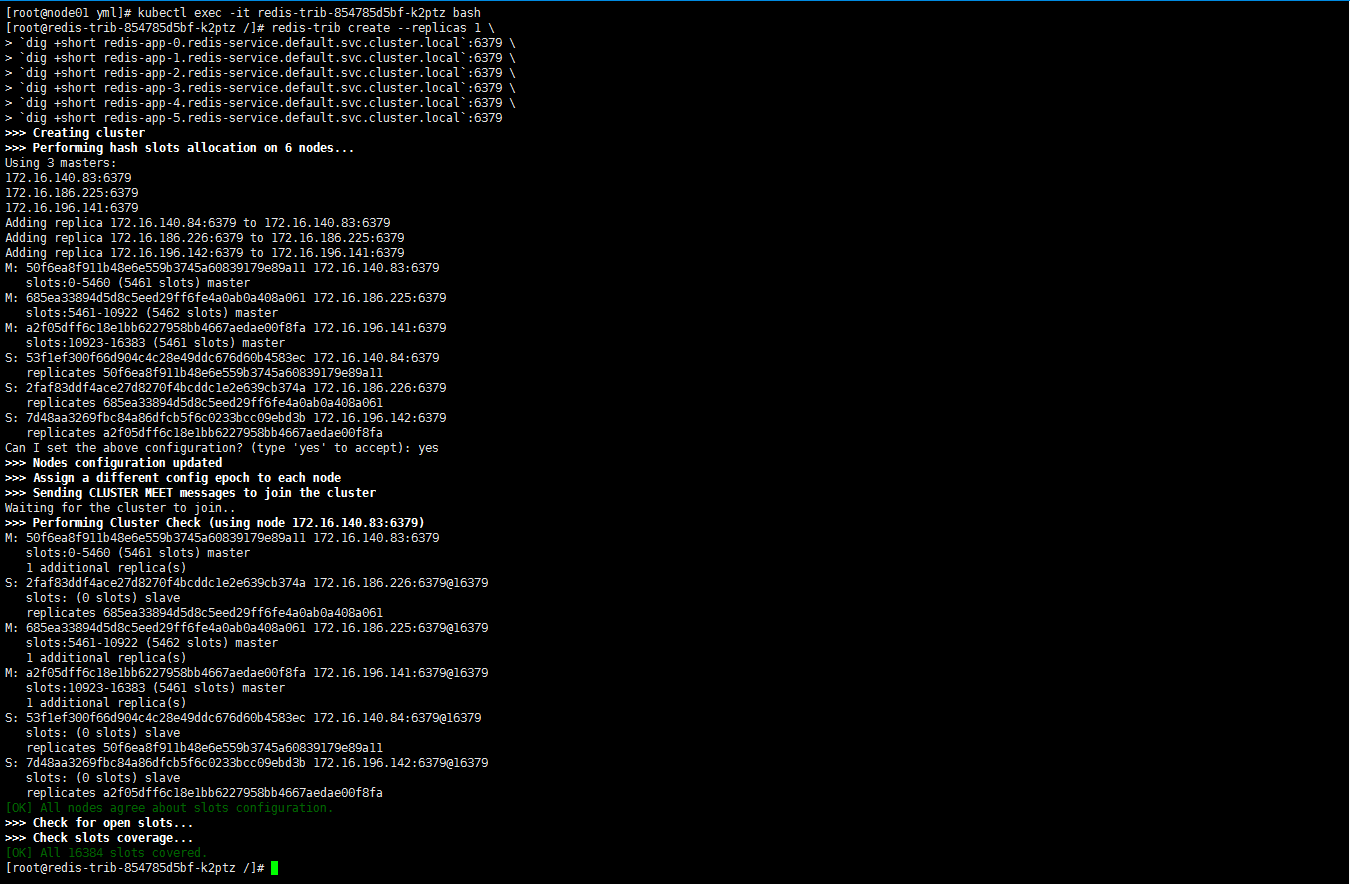 [root@node01 yml]# kubectl exec -it redis-trib-854785d5bf-k2ptz bash
[root@redis-trib-854785d5bf-k2ptz /]# redis-trib create --replicas 1 \
> `dig +short redis-app-0.redis-service.default.svc.cluster.local`:6379 \
> `dig +short redis-app-1.redis-service.default.svc.cluster.local`:6379 \
> `dig +short redis-app-2.redis-service.default.svc.cluster.local`:6379 \
> `dig +short redis-app-3.redis-service.default.svc.cluster.local`:6379 \
> `dig +short redis-app-4.redis-service.default.svc.cluster.local`:6379 \
> `dig +short redis-app-5.redis-service.default.svc.cluster.local`:6379
>>> Creating cluster
>>> Performing hash slots allocation on 6 nodes...
Using 3 masters:
172.16.140.83:6379
172.16.186.225:6379
172.16.196.141:6379
Adding replica 172.16.140.84:6379 to 172.16.140.83:6379
Adding replica 172.16.186.226:6379 to 172.16.186.225:6379
Adding replica 172.16.196.142:6379 to 172.16.196.141:6379
M: 50f6ea8f911b48e6e559b3745a60839179e89a11 172.16.140.83:6379
   slots:0-5460 (5461 slots) master
M: 685ea33894d5d8c5eed29ff6fe4a0ab0a408a061 172.16.186.225:6379
   slots:5461-10922 (5462 slots) master
M: a2f05dff6c18e1bb6227958bb4667aedae00f8fa 172.16.196.141:6379
   slots:10923-16383 (5461 slots) master
S: 53f1ef300f66d904c4c28e49ddc676d60b4583ec 172.16.140.84:6379
   replicates 50f6ea8f911b48e6e559b3745a60839179e89a11
S: 2faf83ddf4ace27d8270f4bcddc1e2e639cb374a 172.16.186.226:6379
   replicates 685ea33894d5d8c5eed29ff6fe4a0ab0a408a061
S: 7d48aa3269fbc84a86dfcb5f6c0233bcc09ebd3b 172.16.196.142:6379
   replicates a2f05dff6c18e1bb6227958bb4667aedae00f8fa
Can I set the above configuration? (type 'yes' to accept): yes
>>> Nodes configuration updated
>>> Assign a different config epoch to each node
>>> Sending CLUSTER MEET messages to join the cluster
Waiting for the cluster to join..
>>> Performing Cluster Check (using node 172.16.140.83:6379)
M: 50f6ea8f911b48e6e559b3745a60839179e89a11 172.16.140.83:6379
   slots:0-5460 (5461 slots) master
   1 additional replica(s)
S: 2faf83ddf4ace27d8270f4bcddc1e2e639cb374a 172.16.186.226:6379@16379
   slots: (0 slots) slave
   replicates 685ea33894d5d8c5eed29ff6fe4a0ab0a408a061
M: 685ea33894d5d8c5eed29ff6fe4a0ab0a408a061 172.16.186.225:6379@16379
   slots:5461-10922 (5462 slots) master
   1 additional replica(s)
M: a2f05dff6c18e1bb6227958bb4667aedae00f8fa 172.16.196.141:6379@16379
   slots:10923-16383 (5461 slots) master
   1 additional replica(s)
S: 53f1ef300f66d904c4c28e49ddc676d60b4583ec 172.16.140.84:6379@16379
   slots: (0 slots) slave
   replicates 50f6ea8f911b48e6e559b3745a60839179e89a11
S: 7d48aa3269fbc84a86dfcb5f6c0233bcc09ebd3b 172.16.196.142:6379@16379
   slots: (0 slots) slave
   replicates a2f05dff6c18e1bb6227958bb4667aedae00f8fa
[OK] All nodes agree about slots configuration.
>>> Check for open slots...
>>> Check slots coverage...
[OK] All 16384 slots covered.
[root@redis-trib-854785d5bf-k2ptz /]#